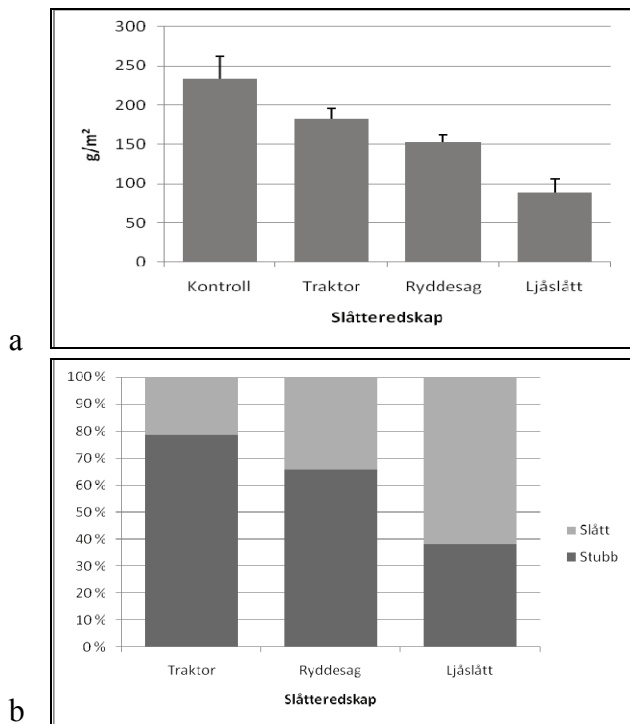 300
250
200
150
100
50
0
g/m²
Kontroll Traktor Ryddesag Ljåslått
Slåtteredskap
a
100 %
90 %
80 %
70 %
60 %
50 %
40 %
30 %
20 %
10 %
0 %
Slått
Stubb
Traktor Ryddesag Ljåslått
Slåtteredskap
b